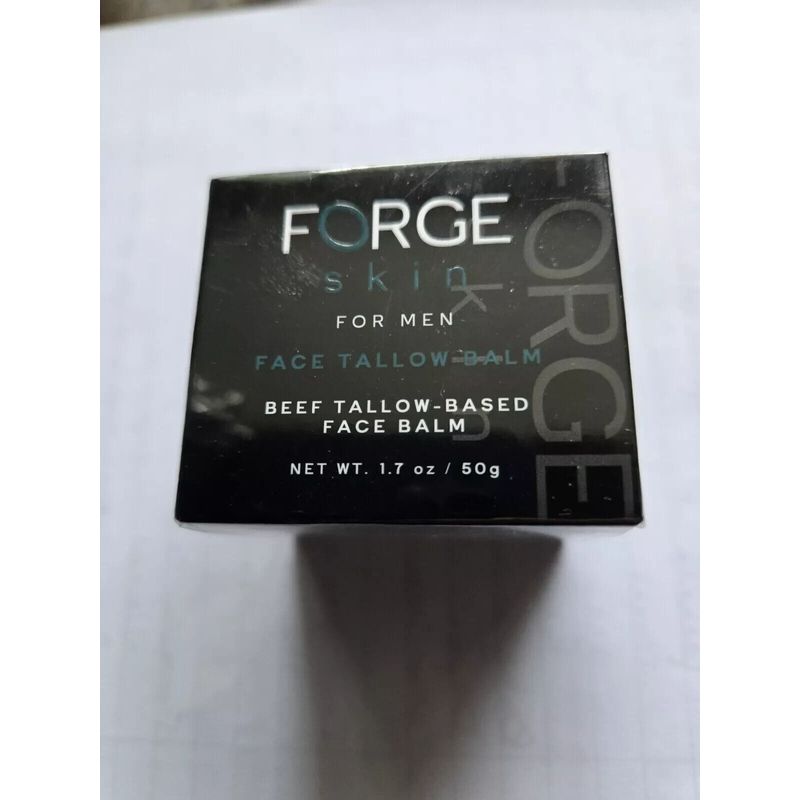 FORGE
skin
FOR MEN
FACE TALLOW BALM
BEEF TALLOW-BASED
FACE BALM
NET WT. 1.7 oz / 50g
FORGE
skin